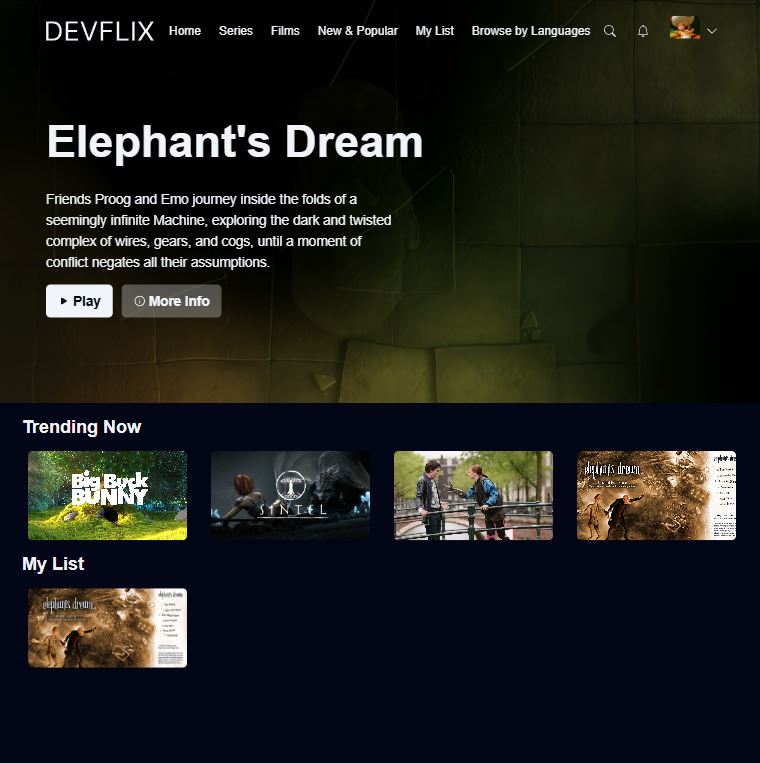 DEVFLIX Home Series Films New & Popular My List Browse by Languages
Elephant's Dream
Friends Proog and Emo journey inside the folds of a
seemingly infinite Machine, exploring the dark and twisted
complex of wires, gears, and cogs, until a moment of
conflict negates all their assumptions.
Play More Info
Trending Now
Big Buck
BUNNY
SINTEL
elephants dream
My List
elephants dream